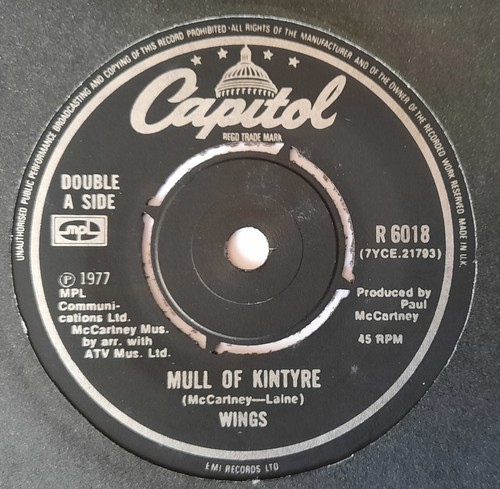 UNAUTHORISED PUBLIC PERFORMANCE BROADCASTING AND COPYING OF THIS RECORD PROHIBITED·ALL RIGHTS OF THE MANUFACTURER AND OF THE OWNER OF THE RECORDED WORK RESERVED MADE IN U.K.
Capitol
REGD TRADE MARK
DOUBLE
A SIDE
mpl
R 6018
(7YCE.21793)
℗ 1977
MPL
Communi-
cations Ltd.
McCartney Mus.
by arr. with
ATV Mus. Ltd.
Produced by
Paul
McCartney
45 RPM
MULL OF KINTYRE
(McCartney—Laine)
WINGS
EMI RECORDS LTD